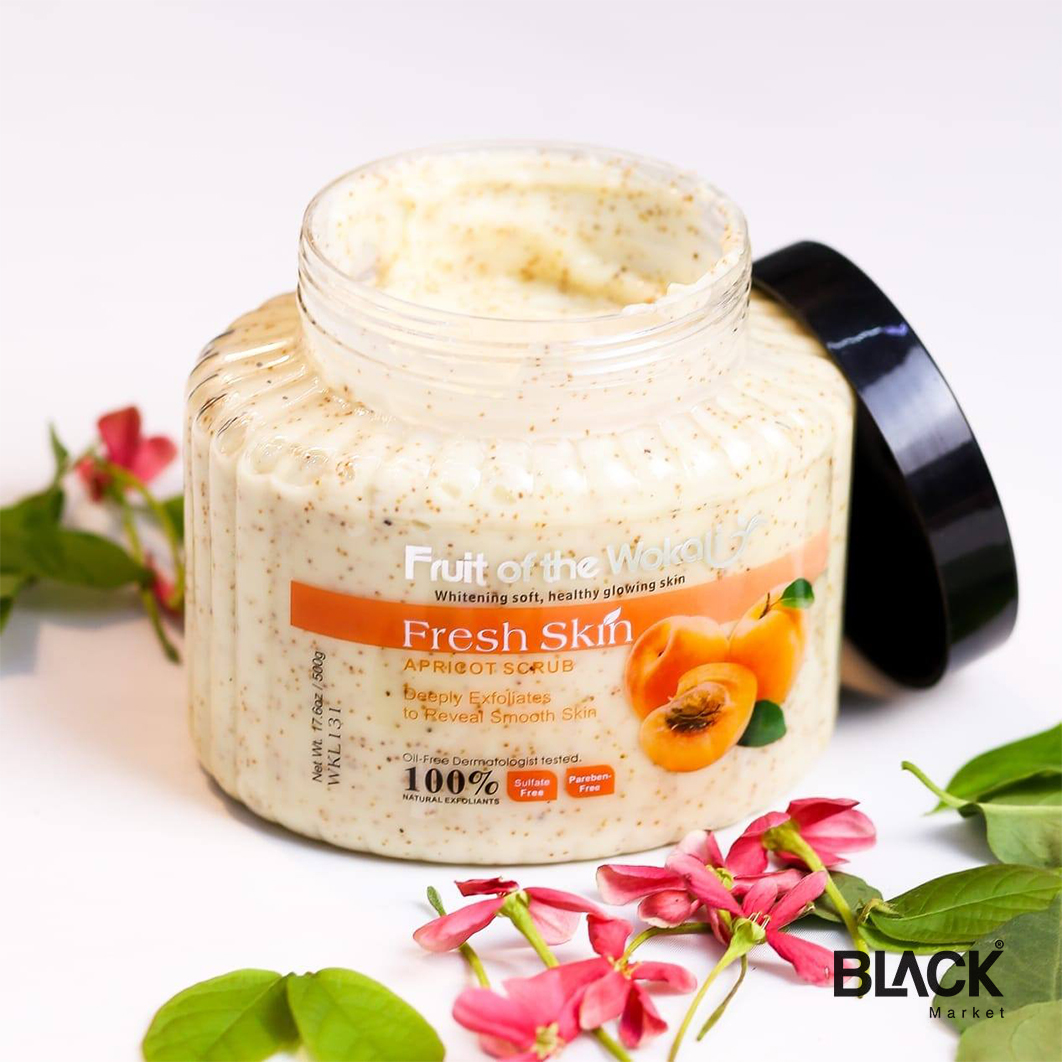 Fruit of the Wokali
Whitening soft, healthy glowing skin
Fresh Skin
APRICOT SCRUB
Deeply Exfoliates
to Reveal Smooth Skin
Net Wt. 17.6oz / 500g
WKL131
Oil-Free Dermatologist tested.
100%
NATURAL EXFOLIANTS
Sulfate
Free
Pareben-
Free
BLACK®
Market